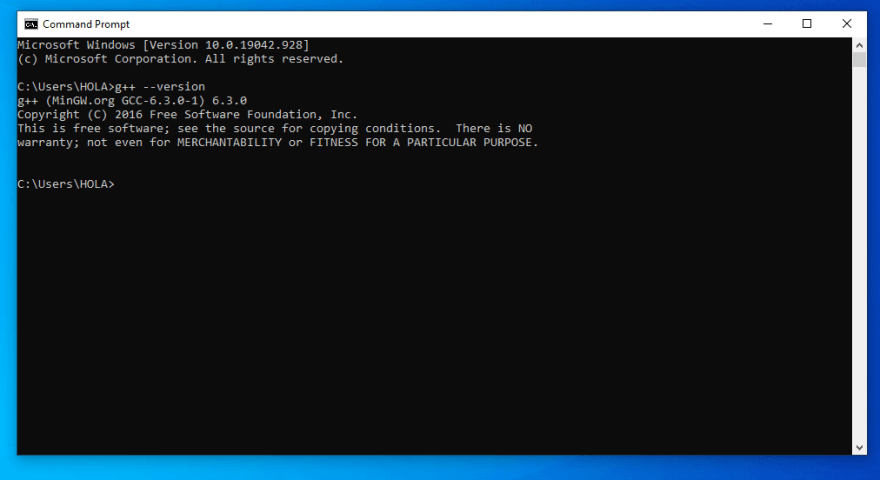 Command Prompt
Microsoft Windows [Version 10.0.19042.928]
(c) Microsoft Corporation. All rights reserved.
C:\Users\HOLA>g++ --version
g++ (MinGW.org GCC-6.3.0-1) 6.3.0
Copyright (C) 2016 Free Software Foundation, Inc.
This is free software; see the source for copying conditions.  There is NO
warranty; not even for MERCHANTABILITY or FITNESS FOR A PARTICULAR PURPOSE.
C:\Users\HOLA>